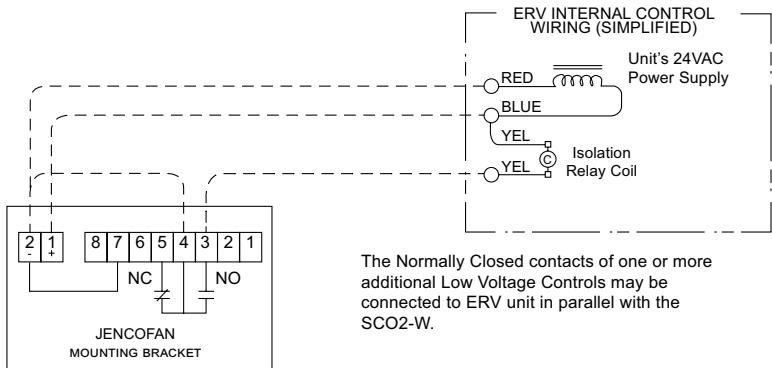 ERV INTERNAL CONTROL
WIRING (SIMPLIFIED)
Unit's 24VAC
Power Supply
RED
BLUE
YEL
C
Isolation
Relay Coil
YEL
2 1 8 7 6 5 4 3 2 1
- +
NC NO
JENCOFAN
MOUNTING BRACKET
The Normally Closed contacts of one or more
additional Low Voltage Controls may be
connected to ERV unit in parallel with the
SCO2-W.